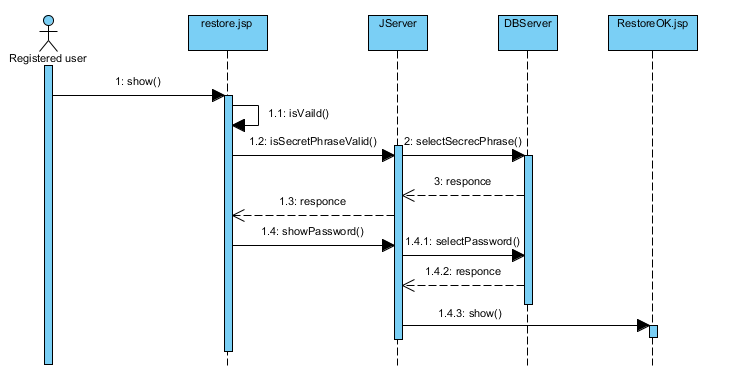 restore.jsp
JServer
DBServer
RestoreOK.jsp
Registered user
1: show()
1.1: isVaild()
1.2: isSecretPhraseValid()
2: selectSecrecPhrase()
3: responce
1.3: responce
1.4: showPassword()
1.4.1: selectPassword()
1.4.2: responce
1.4.3: show()